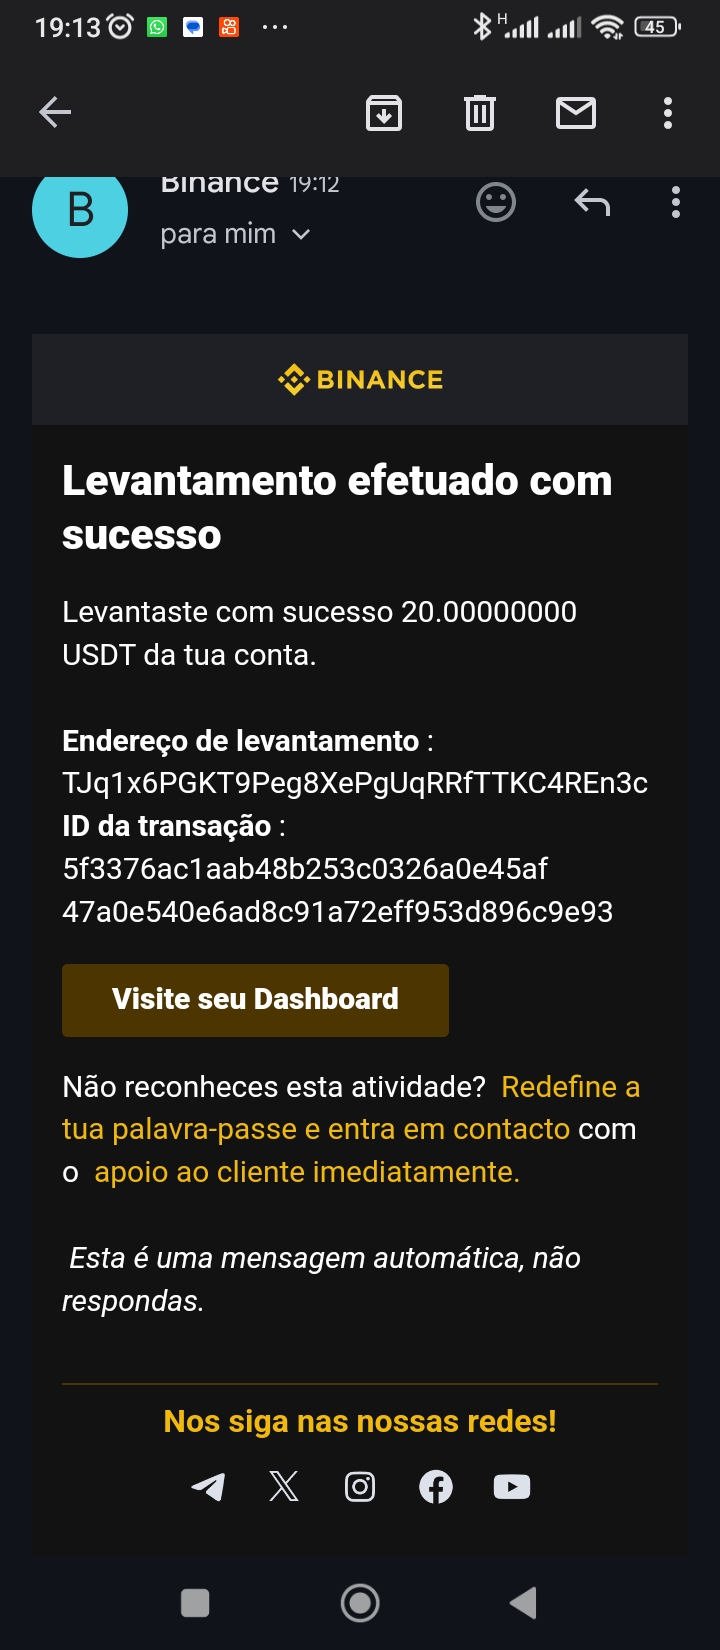 19:13
H
45
B
Binance 19:12
para mim
BINANCE
Levantamento efetuado com
sucesso
Levantaste com sucesso 20.00000000
USDT da tua conta.
Endereço de levantamento :
TJq1x6PGKT9Peg8XePgUqRRfTTKC4REn3c
ID da transação :
5f3376ac1aab48b253c0326a0e45af
47a0e540e6ad8c91a72eff953d896c9e93
Visite seu Dashboard
Não reconheces esta atividade? Redefine a
tua palavra-passe e entra em contacto com
o apoio ao cliente imediatamente.
Esta é uma mensagem automática, não
respondas.
Nos siga nas nossas redes!